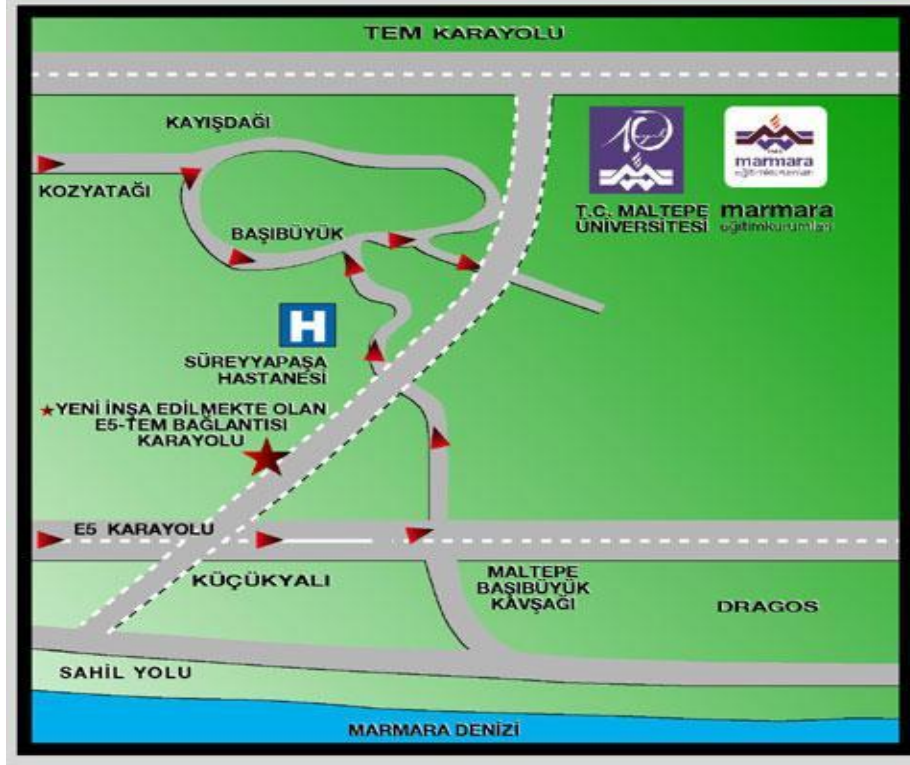 TEM KARAYOLU
KAYIŞDAĞI
KOZYATAĞI
BAŞIBÜYÜK
T.C. MALTEPE
ÜNİVERSİTESİ
marmara
eğitimkurumları
marmara
eğitimkurumları
H
SÜREYYAPAŞA
HASTANESİ
YENİ İNŞA EDİLMEKTE OLAN
E5-TEM BAĞLANTISI
KARAYOLU
E5 KARAYOLU
KÜÇÜKYALI
MALTEPE
BAŞIBÜYÜK
KAVŞAĞI
DRAGOS
SAHİL YOLU
MARMARA DENİZİ